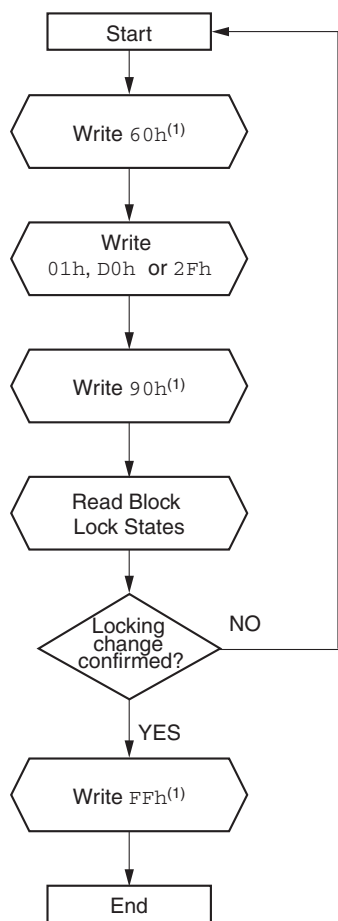 Start
Write 60h(1)
Write
01h, D0h or 2Fh
Write 90h(1)
Read Block
Lock States
Locking
change
confirmed?
NO
YES
Write FFh(1)
End